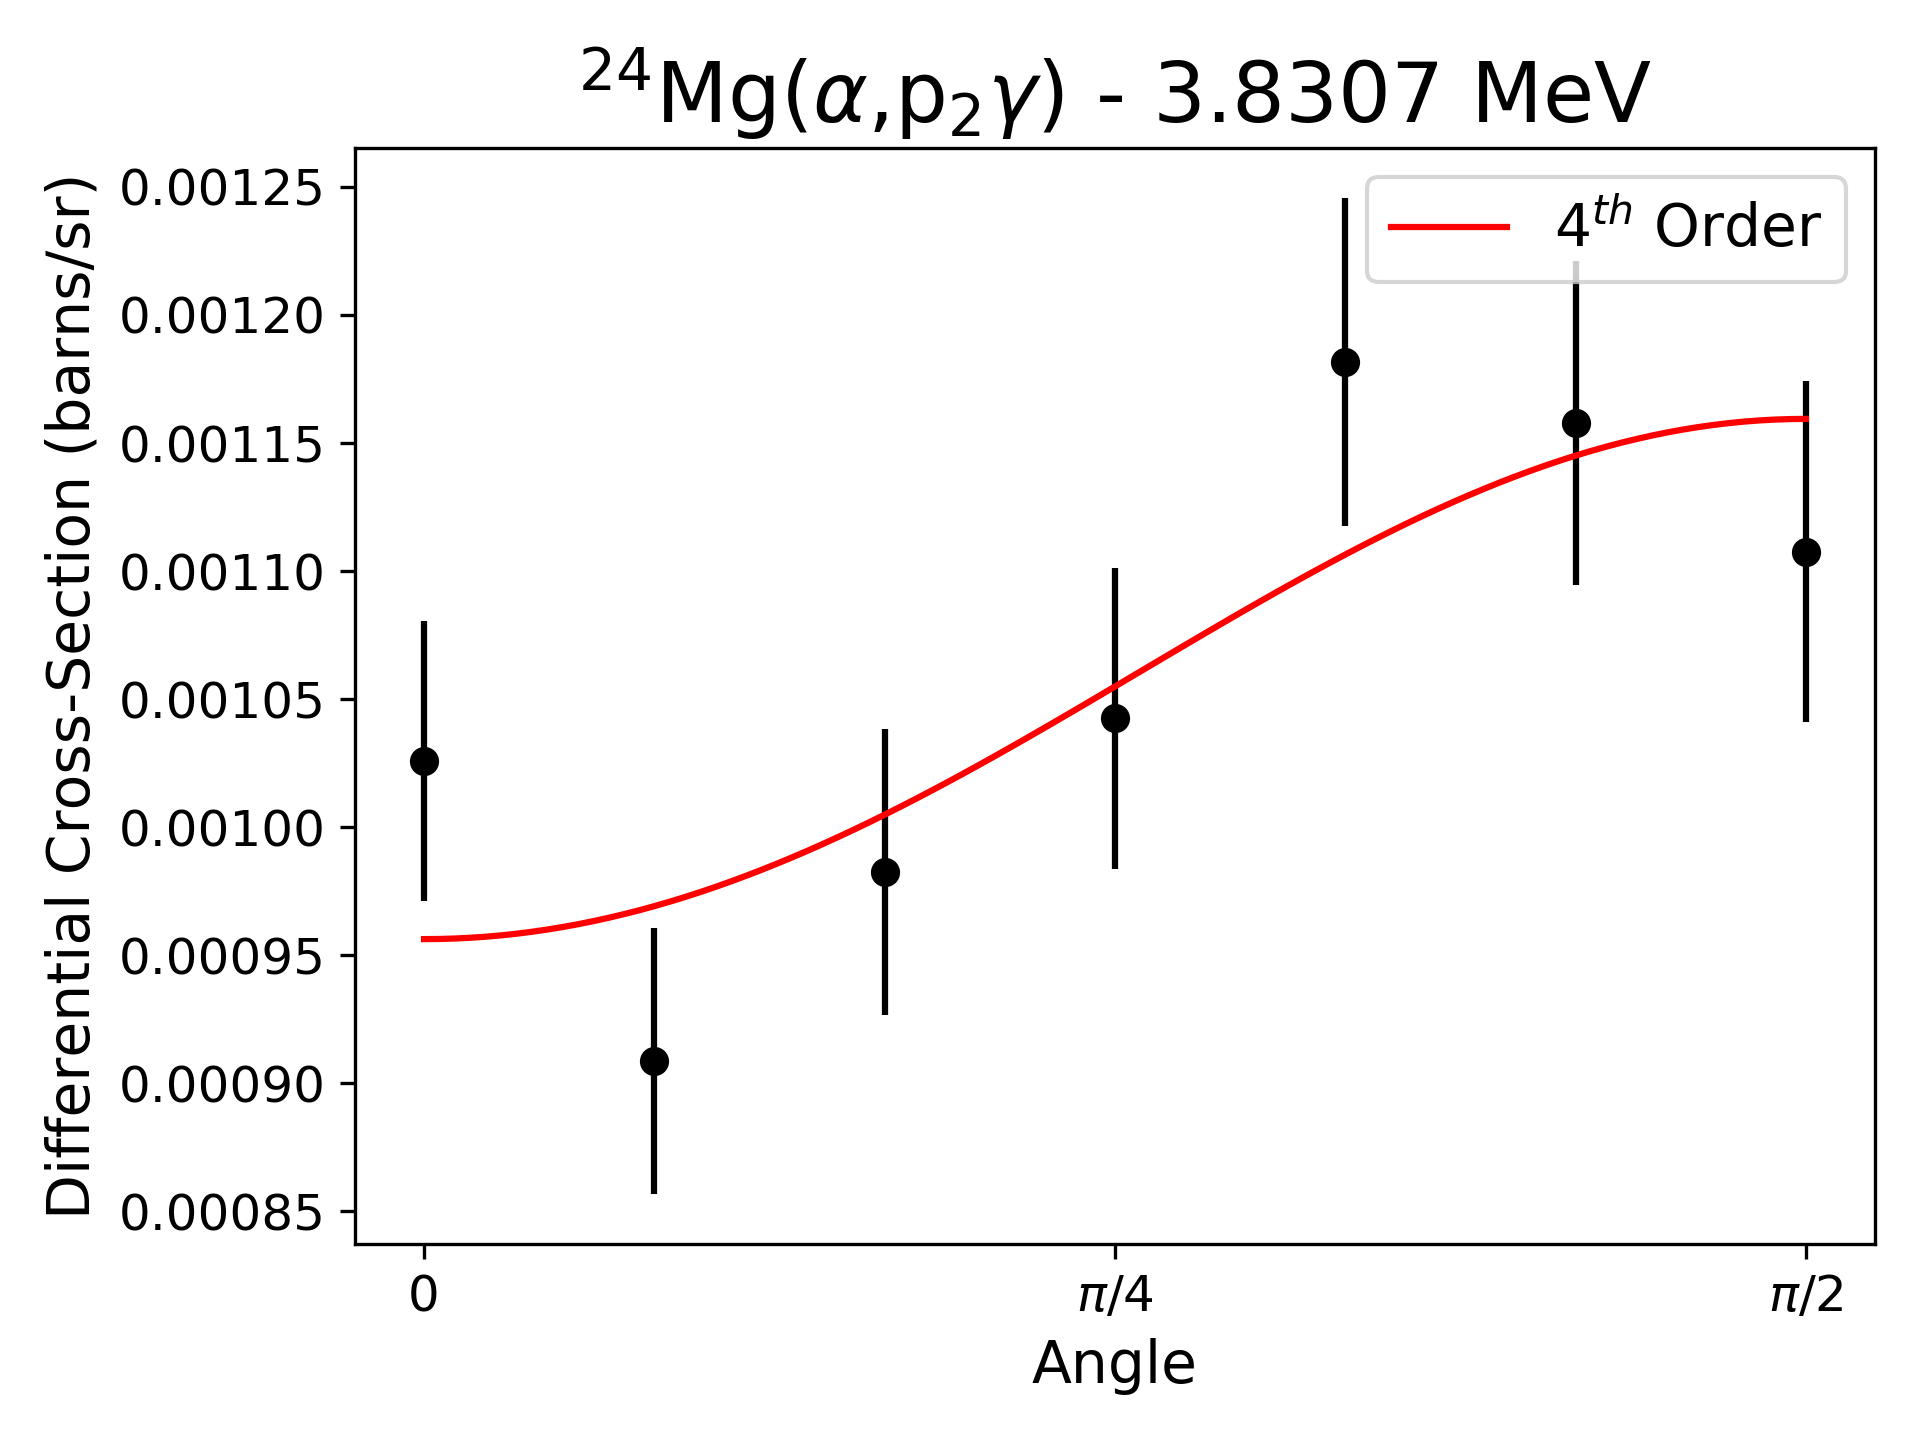 ²⁴Mg(α,p₂γ) - 3.8307 MeV
4ᵗʰ Order
Differential Cross-Section (barns/sr)
0.00125
0.00120
0.00115
0.00110
0.00105
0.00100
0.00095
0.00090
0.00085
0 π/4 π/2
Angle